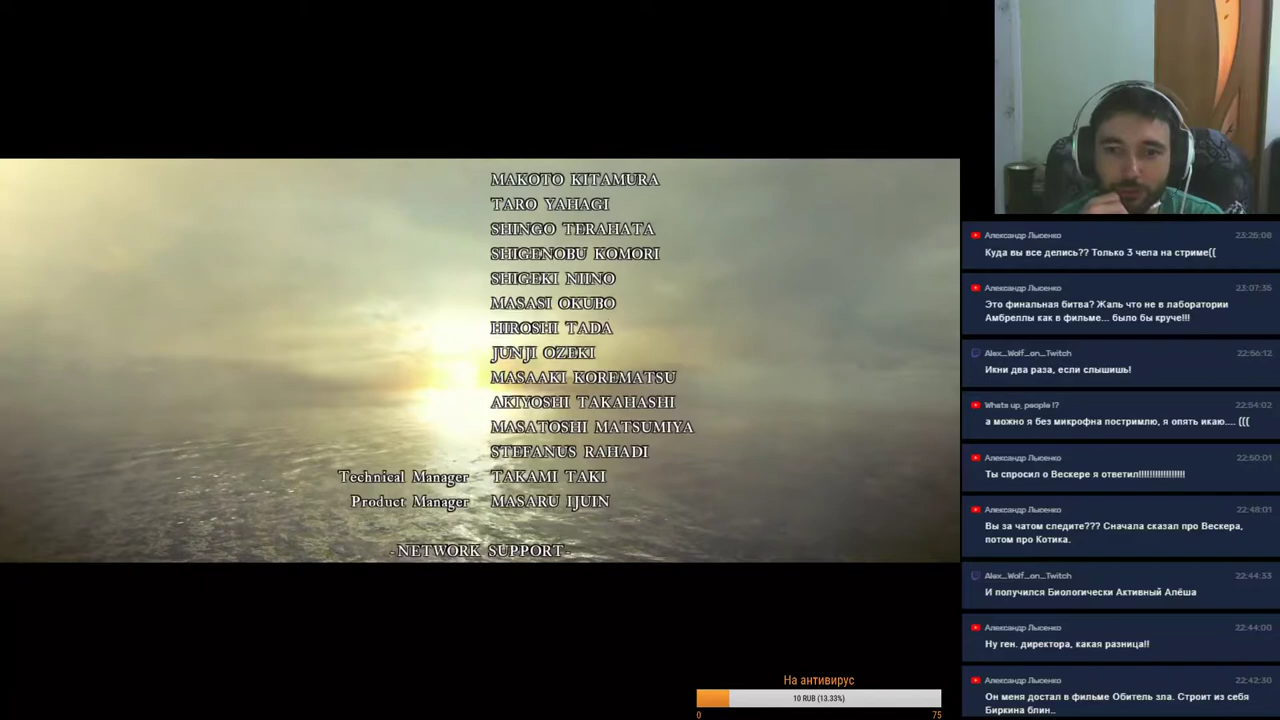 MAKOTO KITAMURA
TARO YAHAGI
SHINGO TERAHATA
SHIGENOBU KOMORI
SHIGEKI NIINO
MASASI OKUBO
HIROSHI TADA
JUNJI OZEKI
MASAAKI KOREMATSU
AKIYOSHI TAKAHASHI
MASATOSHI MATSUMIYA
STEFANUS RAHADI
Technical Manager TAKAMI TAKI
Product Manager MASARU IJUIN
-NETWORK SUPPORT-
Александр Лысенко 23:25:08
Куда вы все делись?? Только 3 чела на стриме((
Александр Лысенко 23:07:35
Это финальная битва? Жаль что не в лаборатории
Амбреллы как в фильме... было бы круче!!!
Alex_Wolf_on_Twitch 22:56:12
Икни два раза, если слышишь!
Whats up, people !? 22:54:02
а можно я без микрофна постримлю, я опять икаю.... (((
Александр Лысенко 22:50:01
Ты спросил о Вескере я ответил!!!!!!!!!!!!!!!!!
Александр Лысенко 22:48:01
Вы за чатом следите??? Сначала сказал про Вескера,
потом про Котика.
Alex_Wolf_on_Twitch 22:44:33
И получился Биологически Активный Алёша
Александр Лысенко 22:44:00
Ну ген. директора, какая разница!!
Александр Лысенко 22:42:30
Он меня достал в фильме Обитель зла. Строит из себя
Биркина блин..
На антивирус
10 RUB (13.33%)
0 75